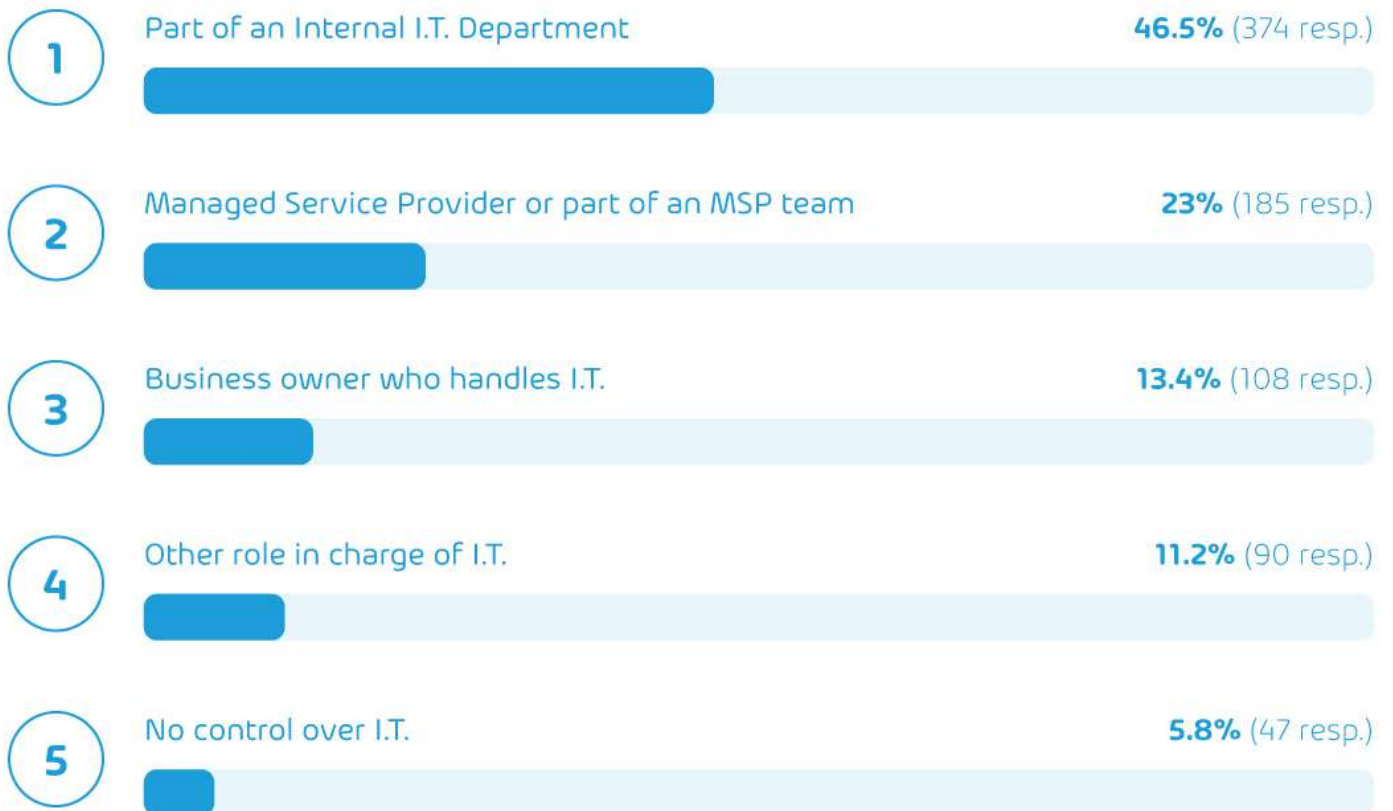 1
Part of an Internal I.T. Department 46.5% (374 resp.)
2
Managed Service Provider or part of an MSP team 23% (185 resp.)
3
Business owner who handles I.T. 13.4% (108 resp.)
4
Other role in charge of I.T. 11.2% (90 resp.)
5
No control over I.T. 5.8% (47 resp.)